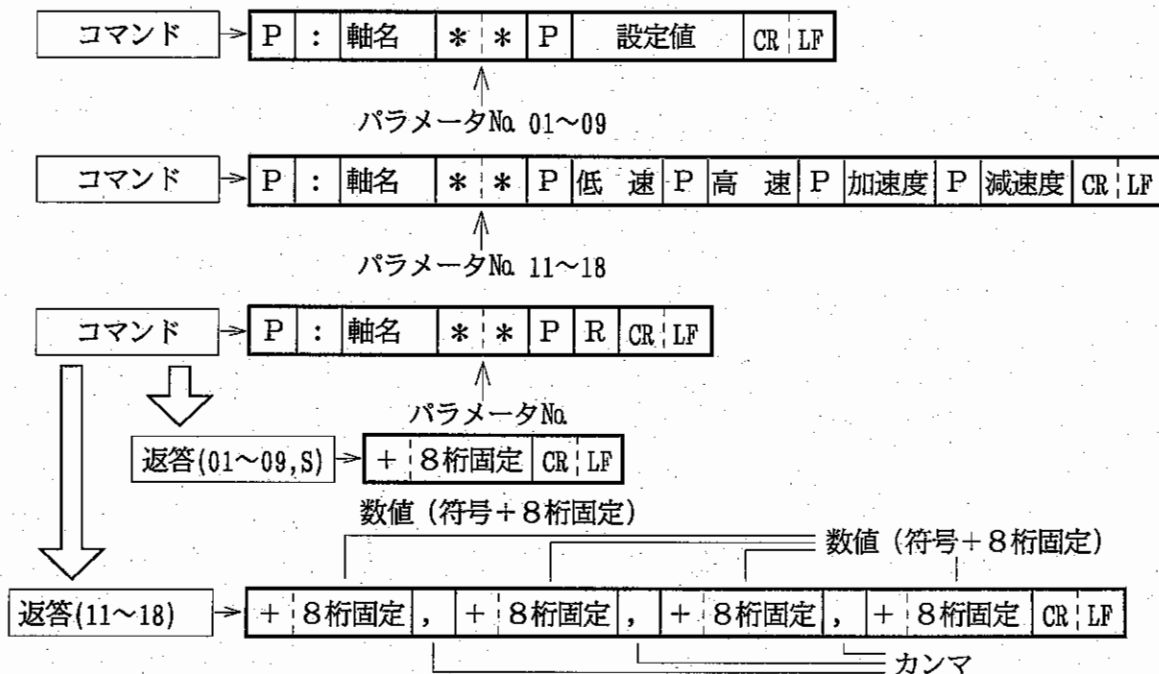 コマンド P : 軸名 * * P 設定値 CR LF
パラメータNo. 01～09
コマンド P : 軸名 * * P 低 速 P 高 速 P 加速度 P 減速度 CR LF
パラメータNo. 11～18
コマンド P : 軸名 * * P R CR LF
パラメータNo.
返答(01～09,S) + 8桁固定 CR LF
数値 (符号+8桁固定)
数値 (符号+8桁固定)
返答(11～18) + 8桁固定 , + 8桁固定 , + 8桁固定 , + 8桁固定 CR LF
カンマ